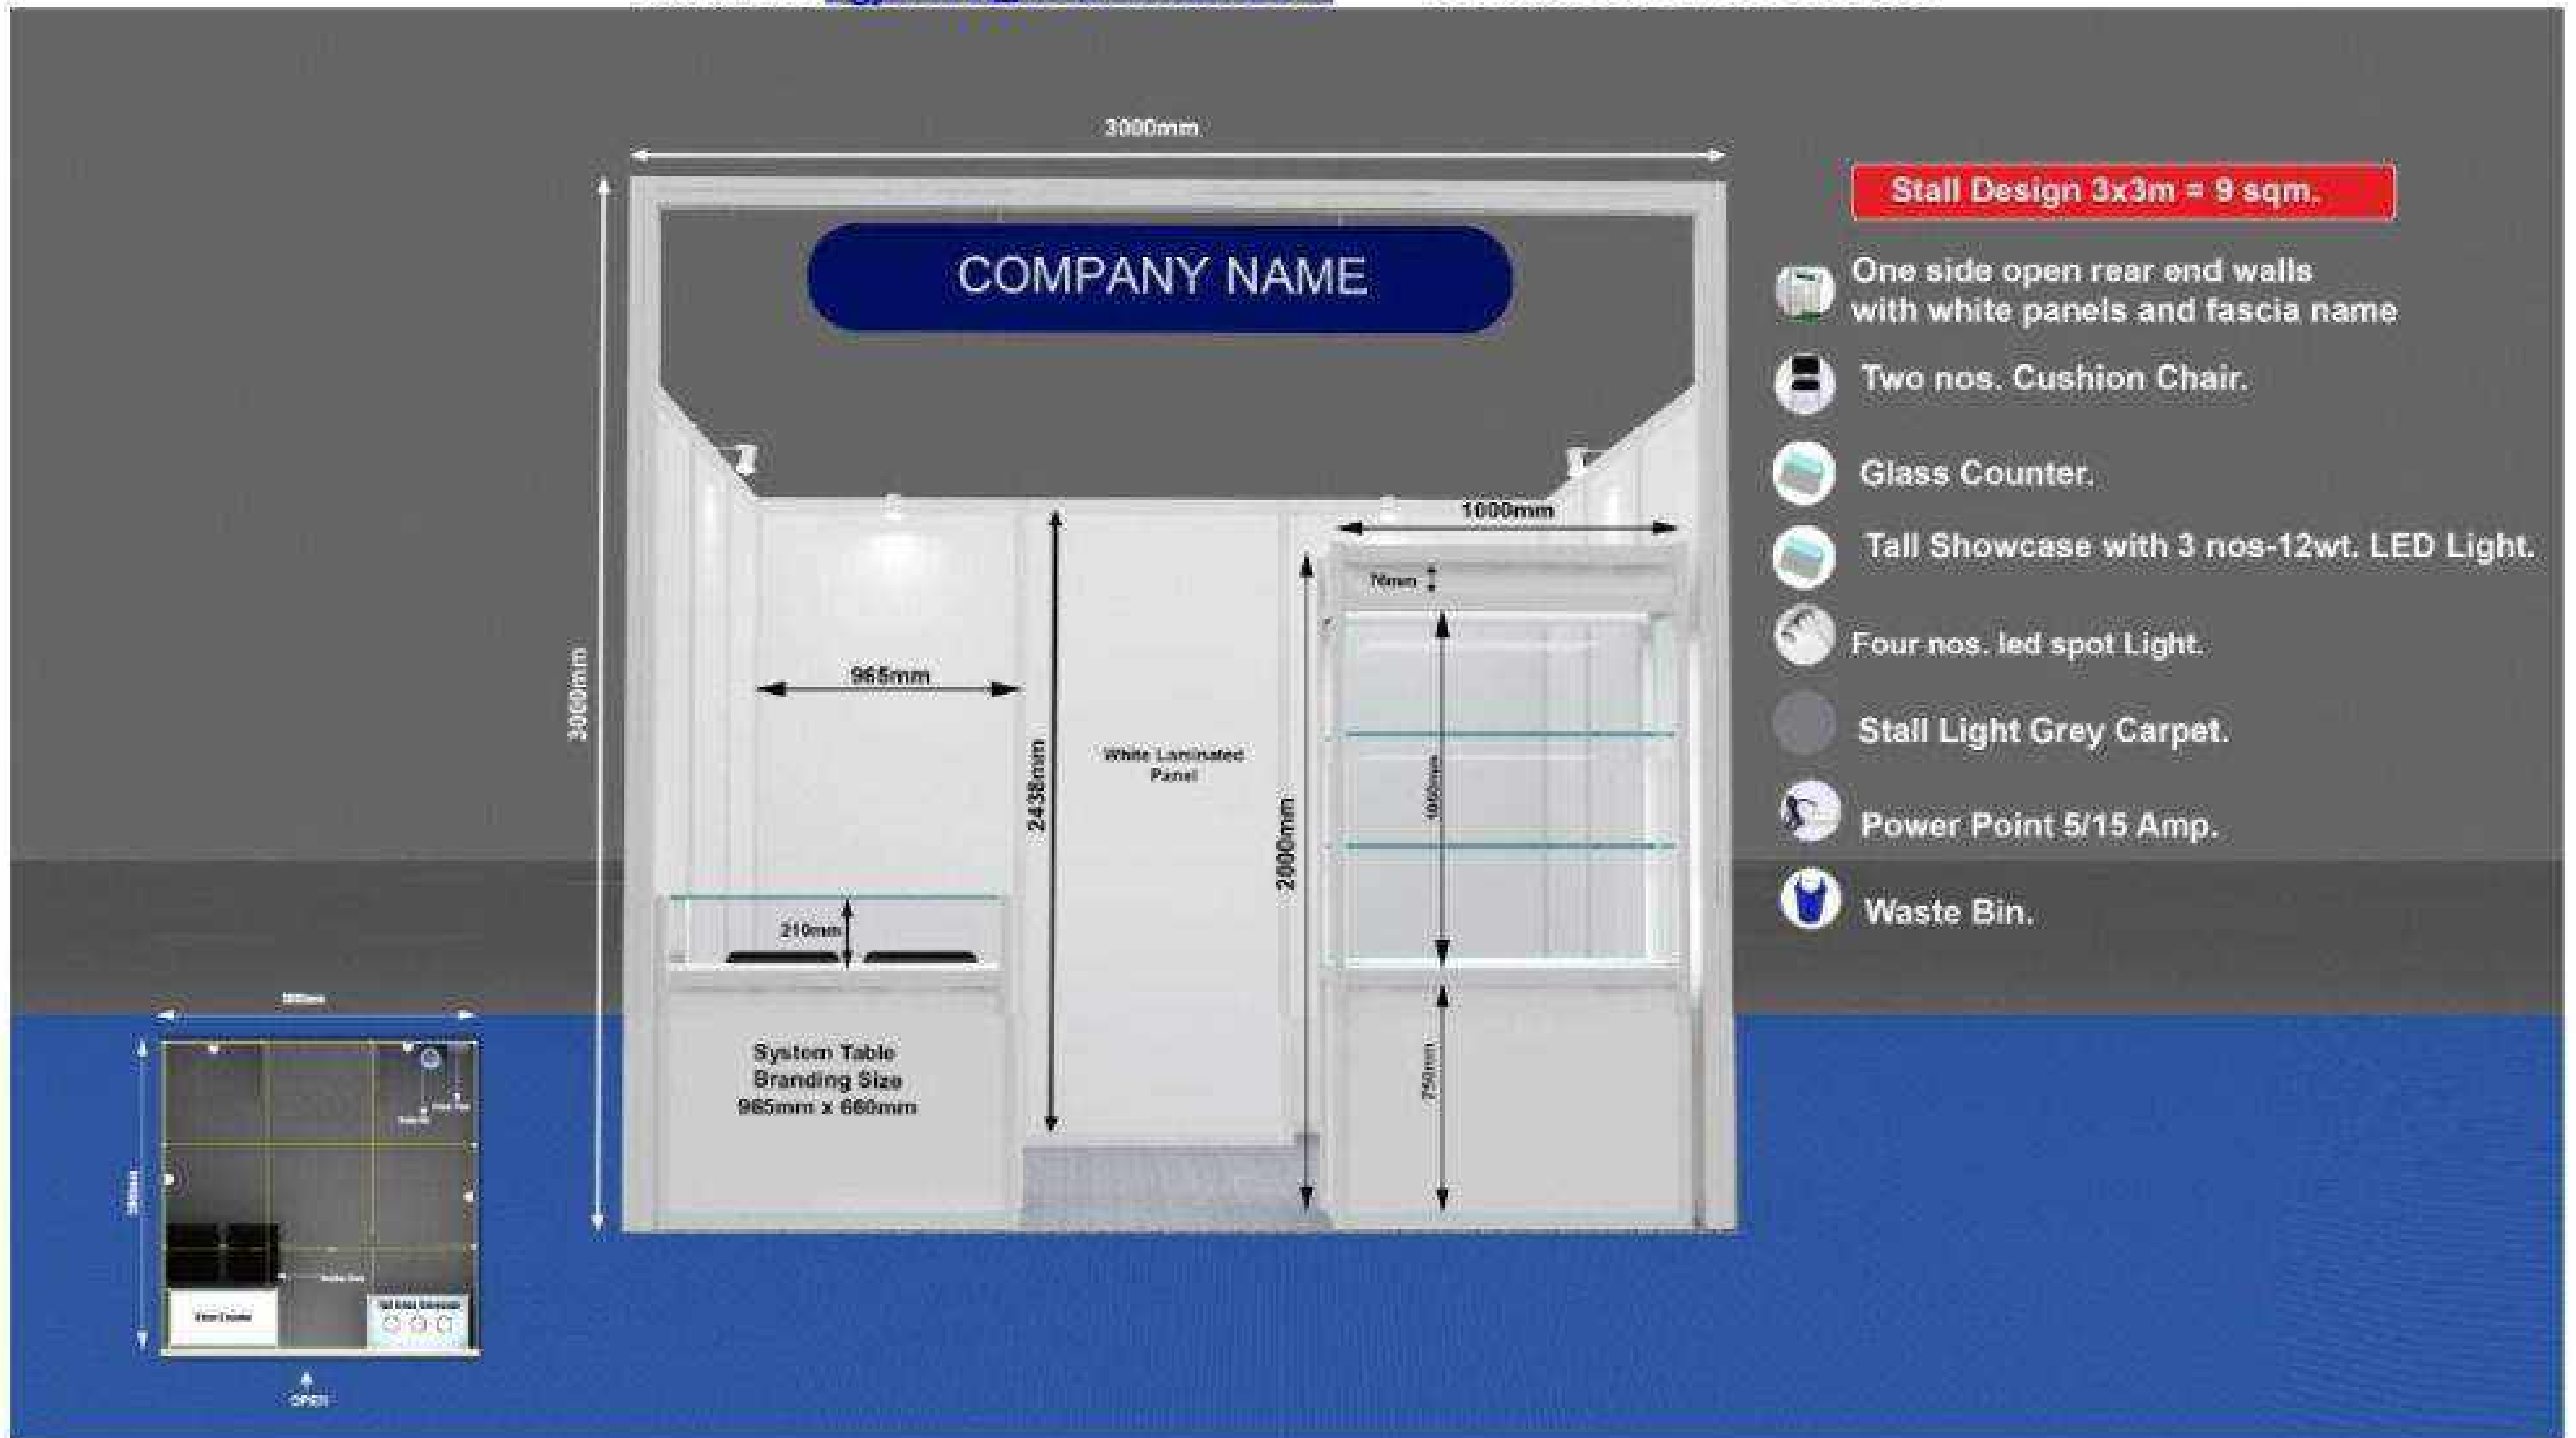 3000mm
Stall Design 3x3m = 9 sqm.
COMPANY NAME
One side open rear end walls
with white panels and fascia name
Two nos. Cushion Chair.
Glass Counter.
1000mm
Tall Showcase with 3 nos-12wt. LED Light.
70mm
Four nos. led spot Light.
3000mm
965mm
Stall Light Grey Carpet.
2438mm
White Laminated
Panel
2000mm
Power Point 5/15 Amp.
Waste Bin.
210mm
System Table
Branding Size
965mm x 660mm
750mm
OPEN